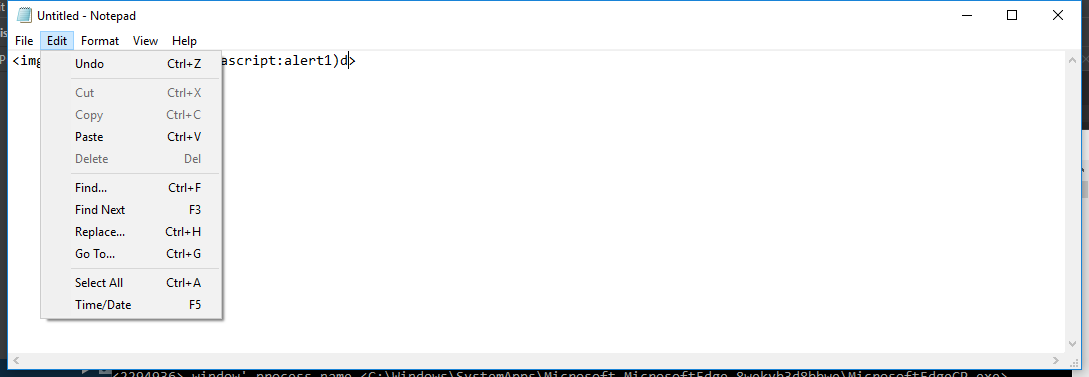 Untitled - Notepad
File Edit Format View Help
<img ascript:alert1)d>
Undo Ctrl+Z
Cut Ctrl+X
Copy Ctrl+C
Paste Ctrl+V
Delete Del
Find... Ctrl+F
Find Next F3
Replace... Ctrl+H
Go To... Ctrl+G
Select All Ctrl+A
Time/Date F5
window' process name <C:\Windows\SystemApps\Microsoft.MicrosoftEdge_8wekyb3d8bbwe\MicrosoftEdgeCP.exe>